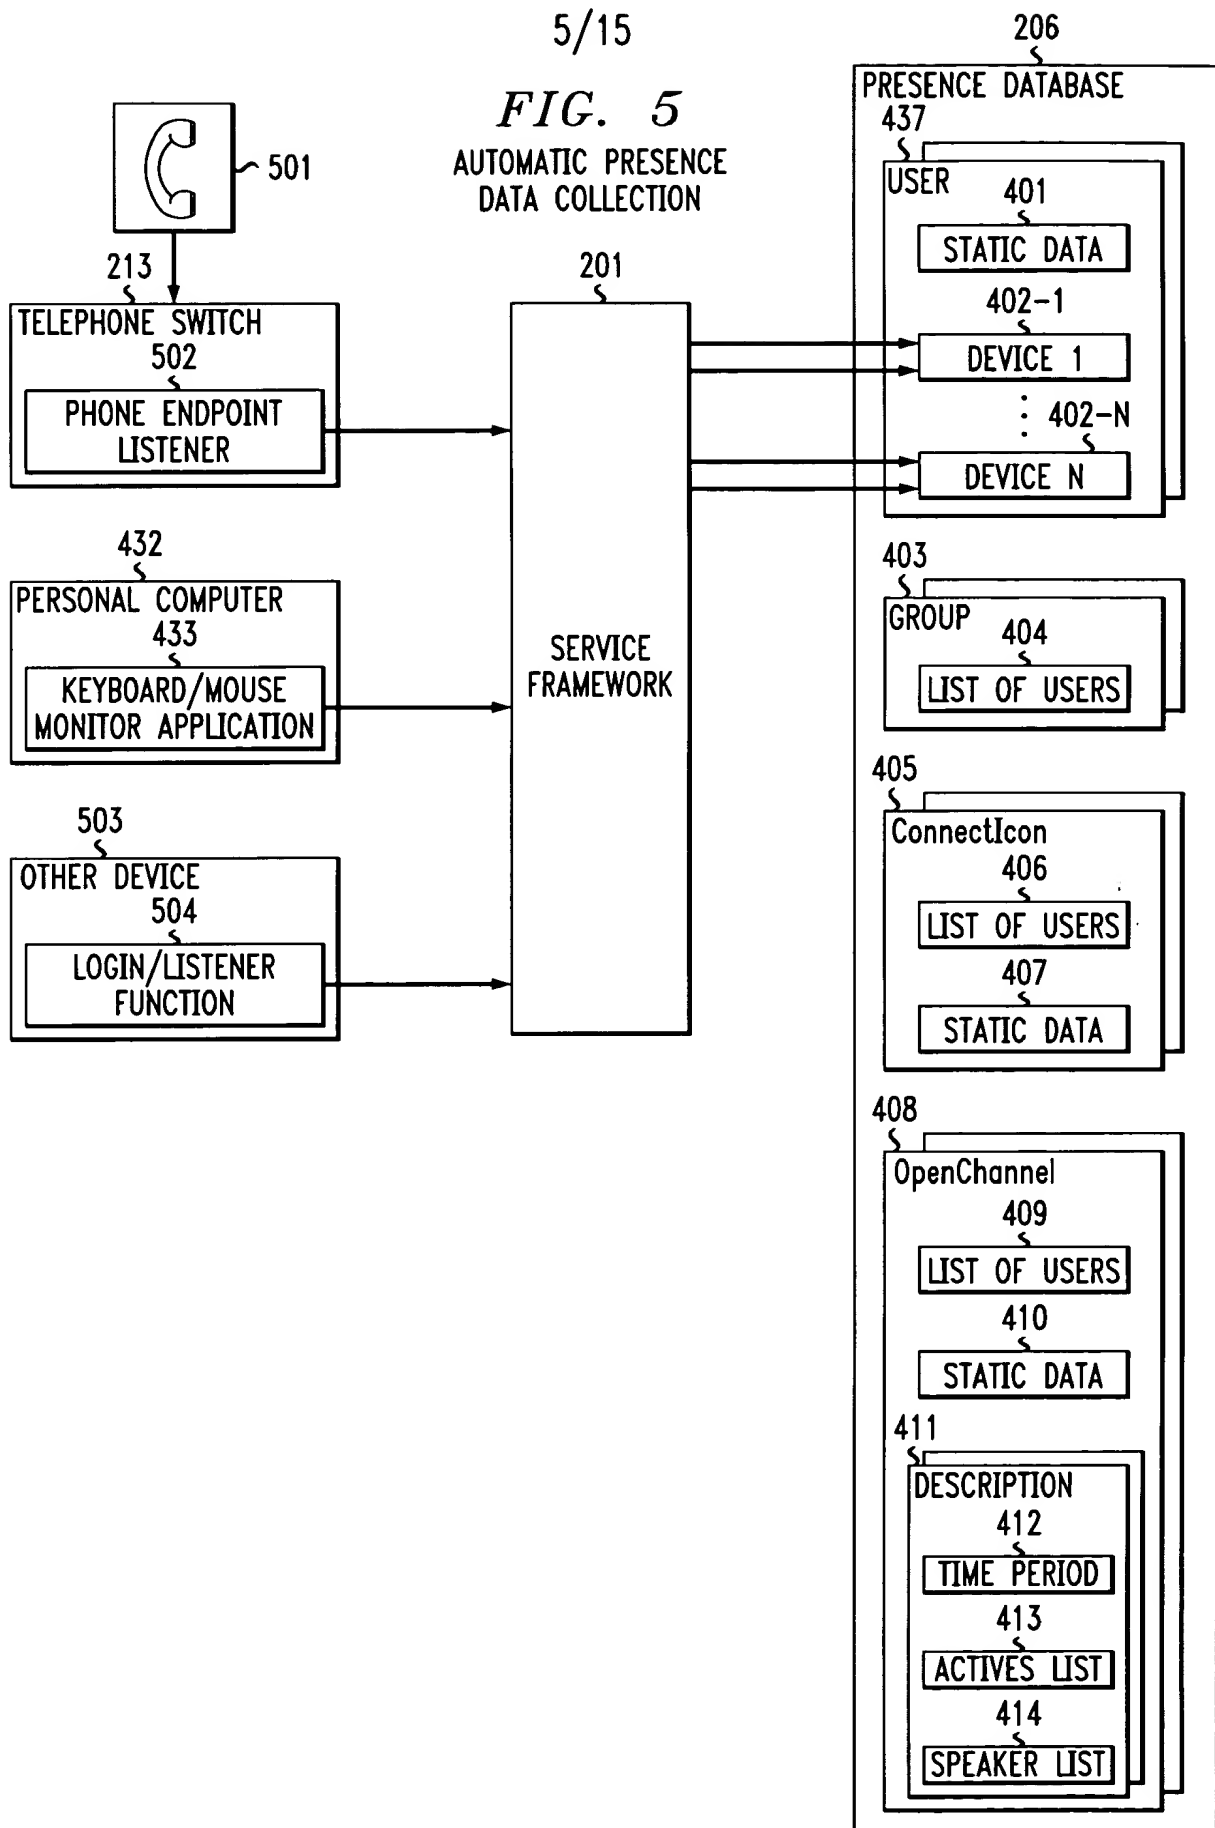 5/15
FIG. 5
AUTOMATIC PRESENCE
DATA COLLECTION
501
213
TELEPHONE SWITCH
502
PHONE ENDPOINT
LISTENER
432
PERSONAL COMPUTER
433
KEYBOARD/MOUSE
MONITOR APPLICATION
503
OTHER DEVICE
504
LOGIN/LISTENER
FUNCTION
201
SERVICE
FRAMEWORK
206
PRESENCE DATABASE
437
USER
401
STATIC DATA
402-1
DEVICE 1
402-N
DEVICE N
403
GROUP
404
LIST OF USERS
405
ConnectIcon
406
LIST OF USERS
407
STATIC DATA
408
OpenChannel
409
LIST OF USERS
410
STATIC DATA
411
DESCRIPTION
412
TIME PERIOD
413
ACTIVES LIST
414
SPEAKER LIST